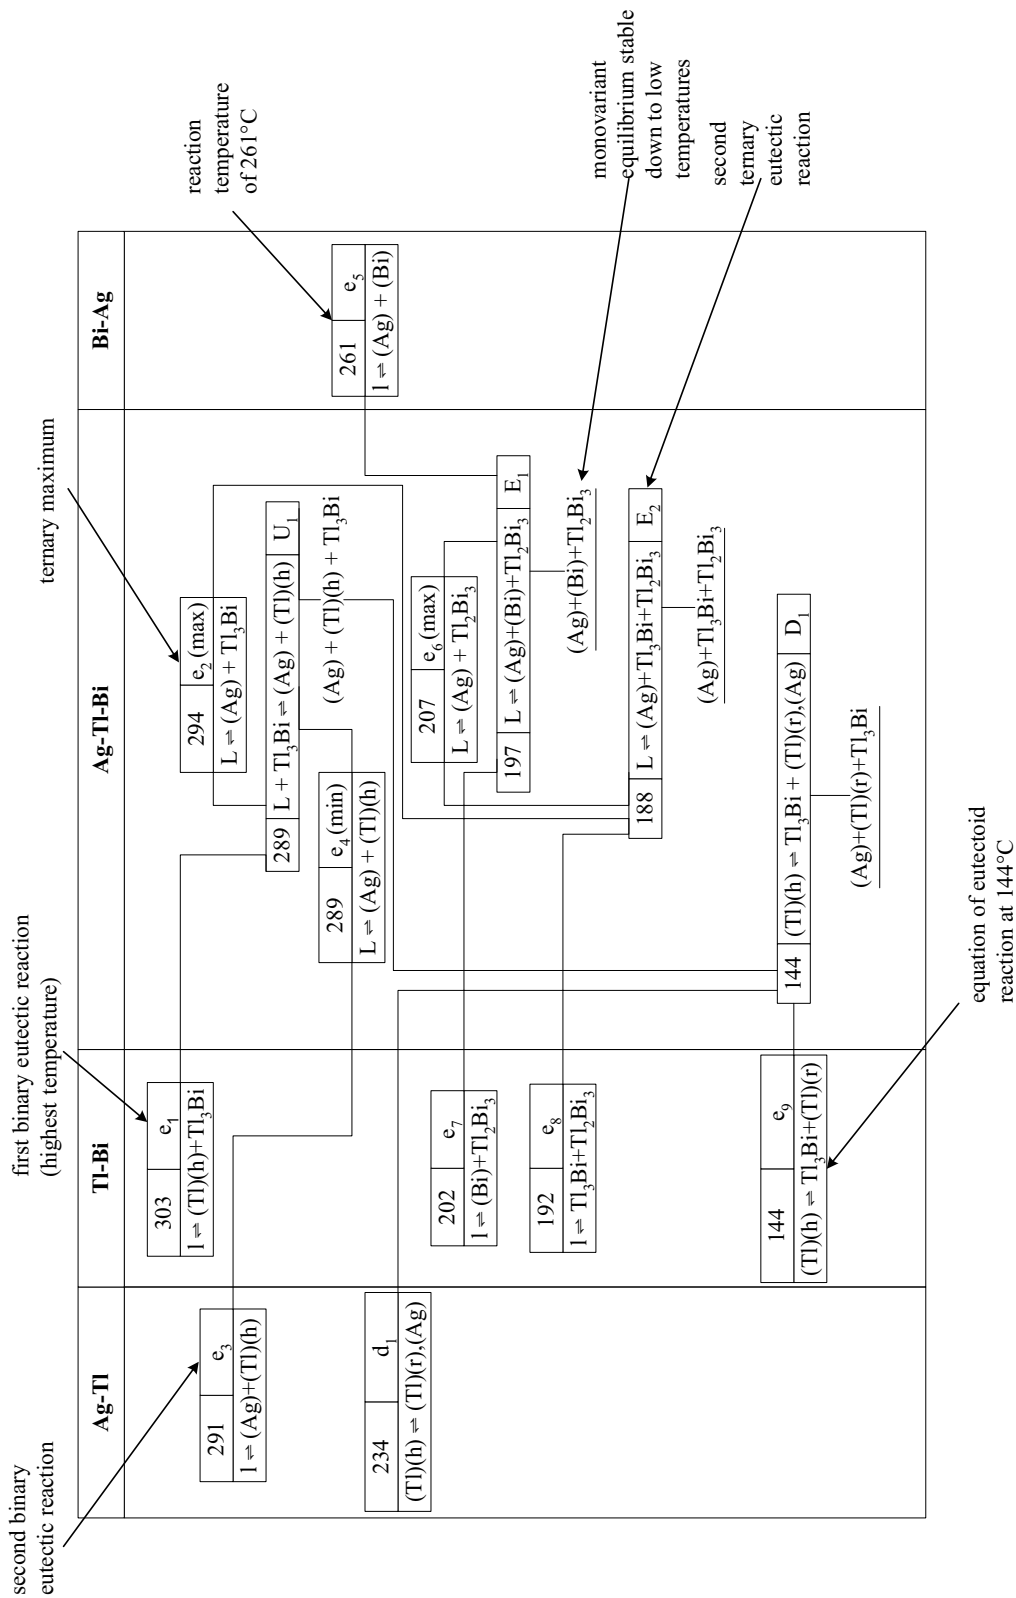 second binary
eutectic reaction
first binary eutectic reaction
(highest temperature)
ternary maximum
reaction
temperature
of 261°C
Ag-Tl
Tl-Bi
Ag-Tl-Bi
Bi-Ag
303 e₁
l ⇌ (Tl)(h)+Tl₃Bi
294 e₂(max)
L ⇌ (Ag) + Tl₃Bi
291 e₃
l ⇌ (Ag)+(Tl)(h)
289 L + Tl₃Bi ⇌ (Ag) + (Tl)(h) U₁
(Ag) + (Tl)(h) + Tl₃Bi
289 e₄(min)
L ⇌ (Ag) + (Tl)(h)
261 e₅
l ⇌ (Ag) + (Bi)
234 d₁
(Tl)(h) ⇌ (Tl)(r),(Ag)
207 e₆(max)
L ⇌ (Ag) + Tl₂Bi₃
202 e₇
l ⇌ (Bi)+Tl₂Bi₃
197 L ⇌ (Ag)+(Bi)+Tl₂Bi₃ E₁
(Ag)+(Bi)+Tl₂Bi₃
192 e₈
l ⇌ Tl₃Bi+Tl₂Bi₃
188 L ⇌ (Ag)+Tl₃Bi+Tl₂Bi₃ E₂
(Ag)+Tl₃Bi+Tl₂Bi₃
144 e₉
(Tl)(h) ⇌ Tl₃Bi+(Tl)(r)
144 (Tl)(h) ⇌ Tl₃Bi + (Tl)(r),(Ag) D₁
(Ag)+(Tl)(r)+Tl₃Bi
monovariant
equilibrium stable
down to low
temperatures
second
ternary
eutectic
reaction
equation of eutectoid
reaction at 144°C